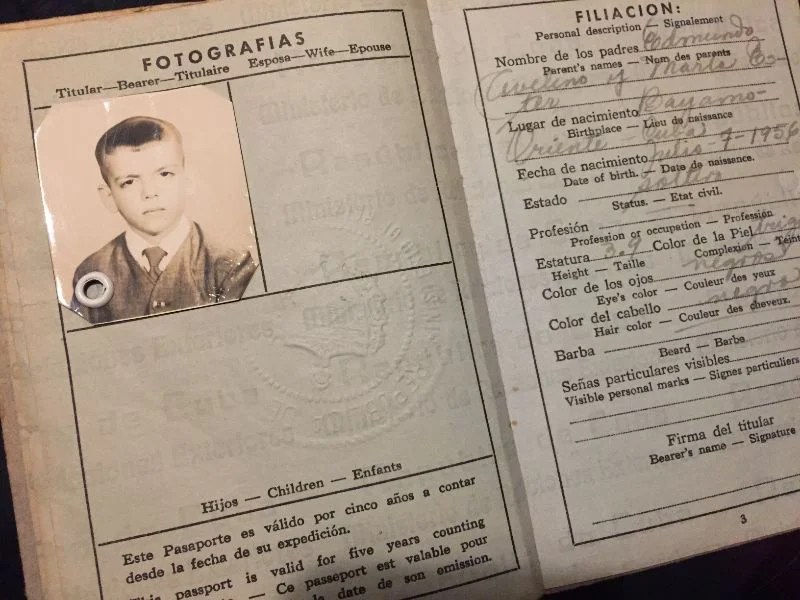 FOTOGRAFIAS
Titular—Bearer—Titulaire Esposa—Wife—Epouse
Hijos — Children — Enfants
Este Pasaporte es válido por cinco años a contar
desde la fecha de su expedición.
This passport is valid for five years counting
— Ce passeport est valable pour
date de son emission.
FILIACION:
Personal description — Signalement
Nombre de los padres Edmundo
Parent's names — Nom des parents
Avelino y Marta Es-
ter
Lugar de nacimiento Bayamo-
Birthplace — Lieu de naissance
Oriente - Cuba
Fecha de nacimiento Julio-7-1956
Date of birth. — Date de naissance.
Estado soltero
Status. — Etat civil.
Profesión
Profession or occupation — Profession
Estatura 3.9 Color de la Piel
Height — Taille Complexion — Teint
Color de los ojos negros
Eye's color — Couleur des yeux
Color del cabello negro
Hair color — Couleur des cheveux.
Barba
Beard — Barbe
Señas particulares visibles
Visible personal marks — Signes particuliers
Firma del titular
Bearer's name — Signature
3